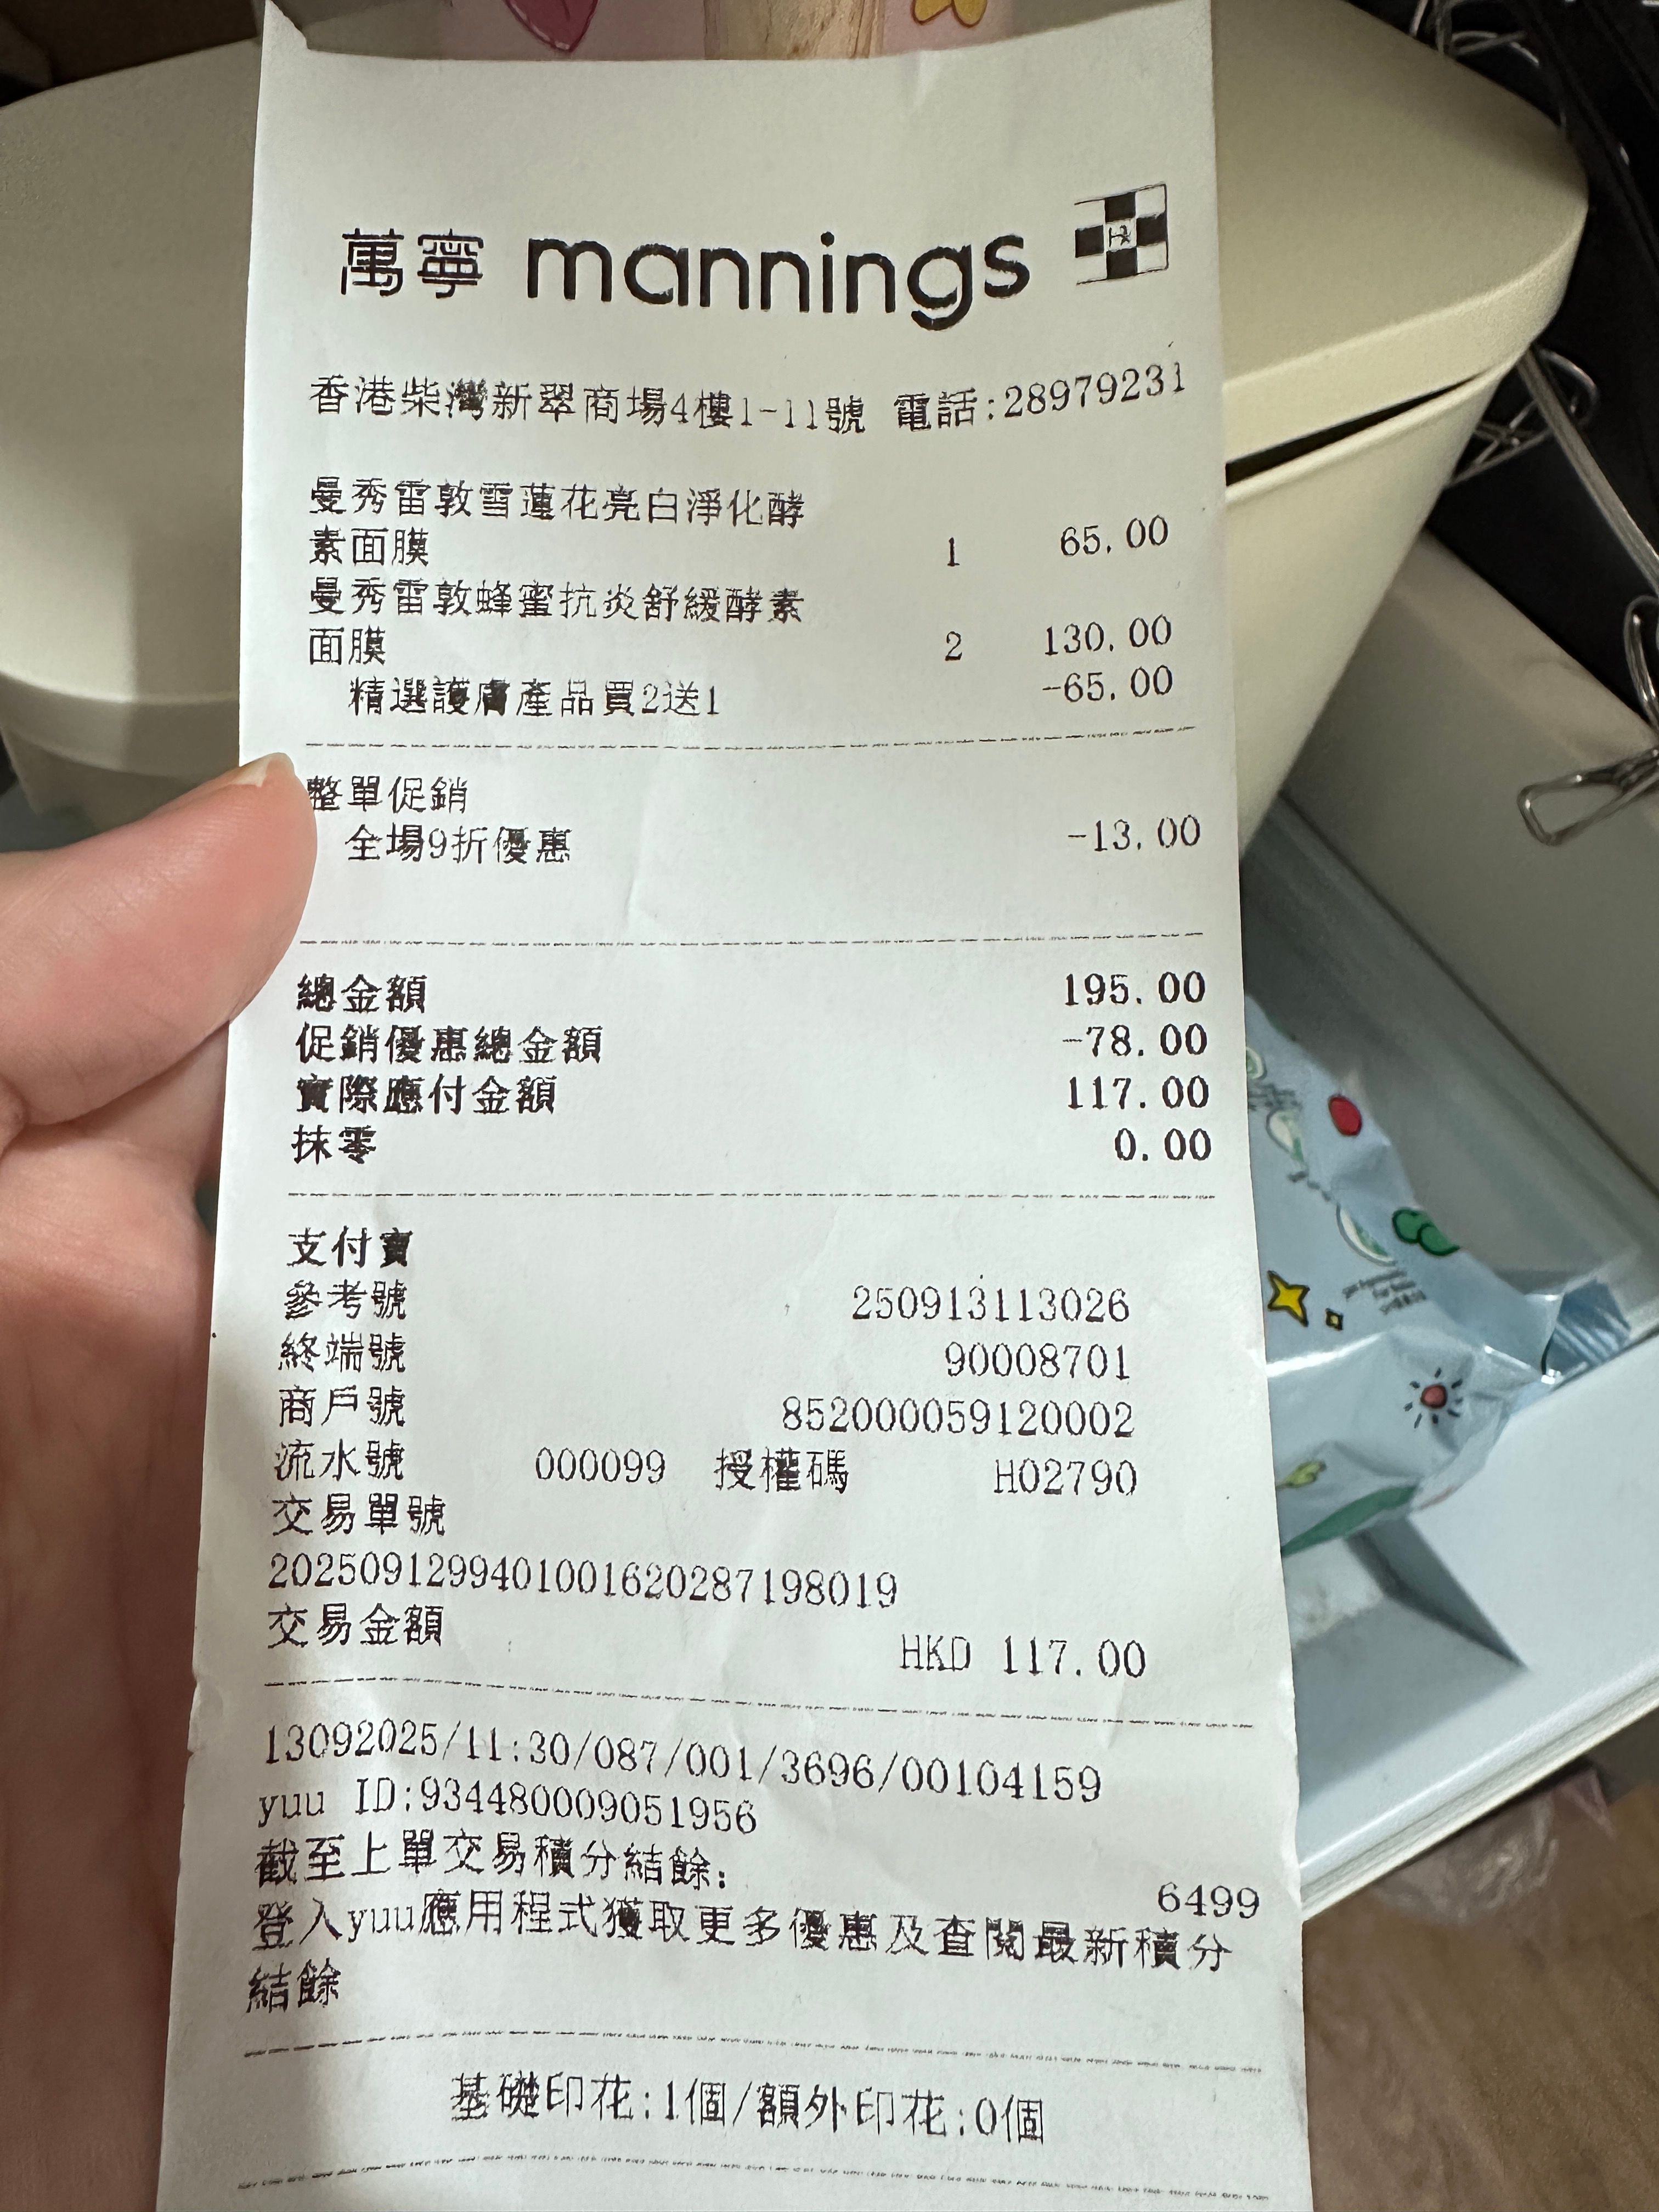 萬寧 mannings
香港柴灣新翠商場4樓1-11號 電話:28979231
曼秀雷敦雪蓮花亮白淨化酵
素面膜 1 65.00
曼秀雷敦蜂蜜抗炎舒緩酵素
面膜 2 130.00
精選護膚產品買2送1 -65.00
整單促銷
全場9折優惠 -13.00
總金額 195.00
促銷優惠總金額 -78.00
實際應付金額 117.00
抹零 0.00
支付寶
參考號 250913113026
終端號 90008701
商戶號 852000059120002
流水號 000099 授權碼 H02790
交易單號
2025091299401001620287198019
交易金額 HKD 117.00
13092025/11:30/087/001/3696/00104159
yuu ID:934480009051956
截至上單交易積分結餘: 6499
登入yuu應用程式獲取更多優惠及查閱最新積分
結餘
基礎印花:1個/額外印花:0個